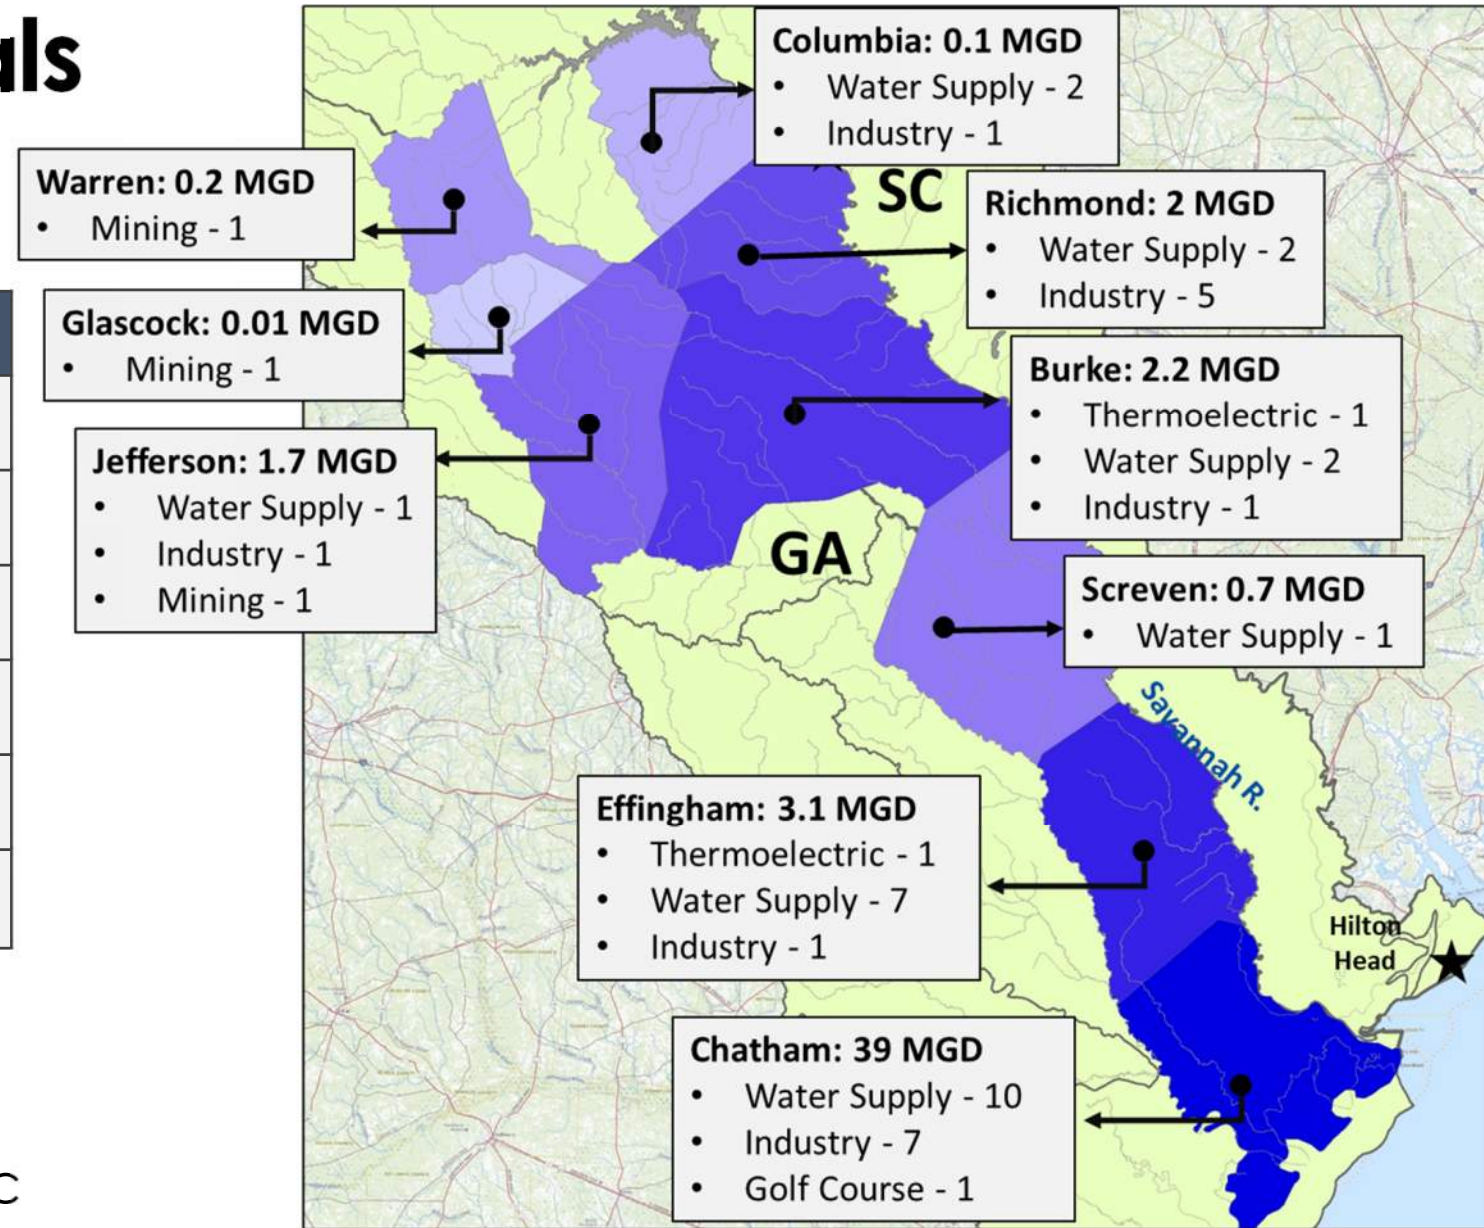 als
Columbia: 0.1 MGD
• Water Supply - 2
• Industry - 1
Warren: 0.2 MGD
• Mining - 1
SC
Richmond: 2 MGD
• Water Supply - 2
• Industry - 5
Glascock: 0.01 MGD
• Mining - 1
Burke: 2.2 MGD
• Thermoelectric - 1
• Water Supply - 2
• Industry - 1
Jefferson: 1.7 MGD
• Water Supply - 1
• Industry - 1
• Mining - 1
GA
Screven: 0.7 MGD
• Water Supply - 1
Savannah R.
Effingham: 3.1 MGD
• Thermoelectric - 1
• Water Supply - 7
• Industry - 1
Hilton
Head
Chatham: 39 MGD
• Water Supply - 10
• Industry - 7
• Golf Course - 1
C